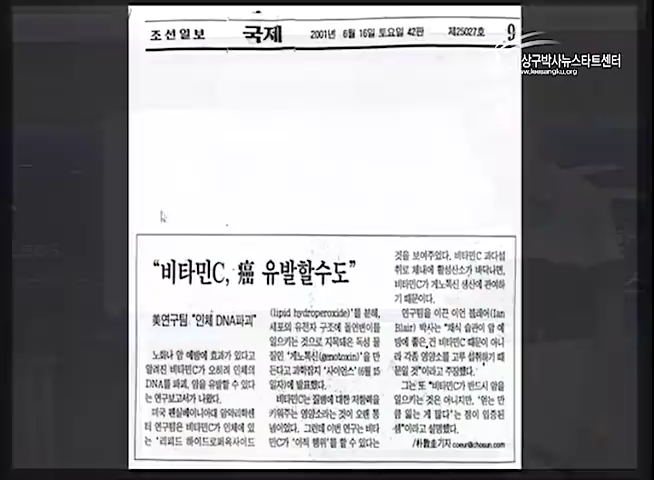 조선일보 국제 2001년 6월 16일 토요일 42판 제25027호 9
상구박사뉴스타트센터
www.leesangku.org
“비타민C, 癌 유발할수도”
美연구팀 “인체 DNA파괴”
노화나 암 예방에 효과가 있다고
알려진 비타민C가 오히려 인체의
DNA를 파괴, 암을 유발할 수 있다
는 연구보고서가 나왔다.
미국 펜실베이니아대 암약리학센
터 연구팀은 비타민C가 인체에 있
는 ‘리피드 하이드로퍼옥사이드
(lipid hydroperoxide)’를 분해,
세포의 유전자 구조에 돌연변이를
일으키는 것으로 지목돼온 독성 물
질인 ‘게노톡신(genotoxin)’을 만
든다고 과학잡지 ‘사이언스’ (6월 15
일자)에 발표했다.
비타민C는 질병에 대한 저항력을
키워주는 영양소라는 것이 오랜 통
념이었다. 그런데 이번 연구는 비타
민C가 ‘이적 행위’를 할 수 있다는
것을 보여주었다. 비타민C 과다섭
취로 체내에 활성산소가 바닥나면,
비타민C가 게노톡신 생산에 관여하
기 때문이다.
연구팀을 이끈 이언 블레어(Ian
Blair) 박사는 “채식 습관이 암 예
방에 좋은 건 비타민C 때문이 아니
라 각종 영양소를 고루 섭취하기 때
문일 것”이라고 주장했다.
그는 또 “비타민C가 반드시 암을
일으키는 것은 아니지만, ‘얻는 만
큼 잃는 게 많다’는 점이 입증된
셈”이라고 설명했다.
기자 coeur@chosun.com